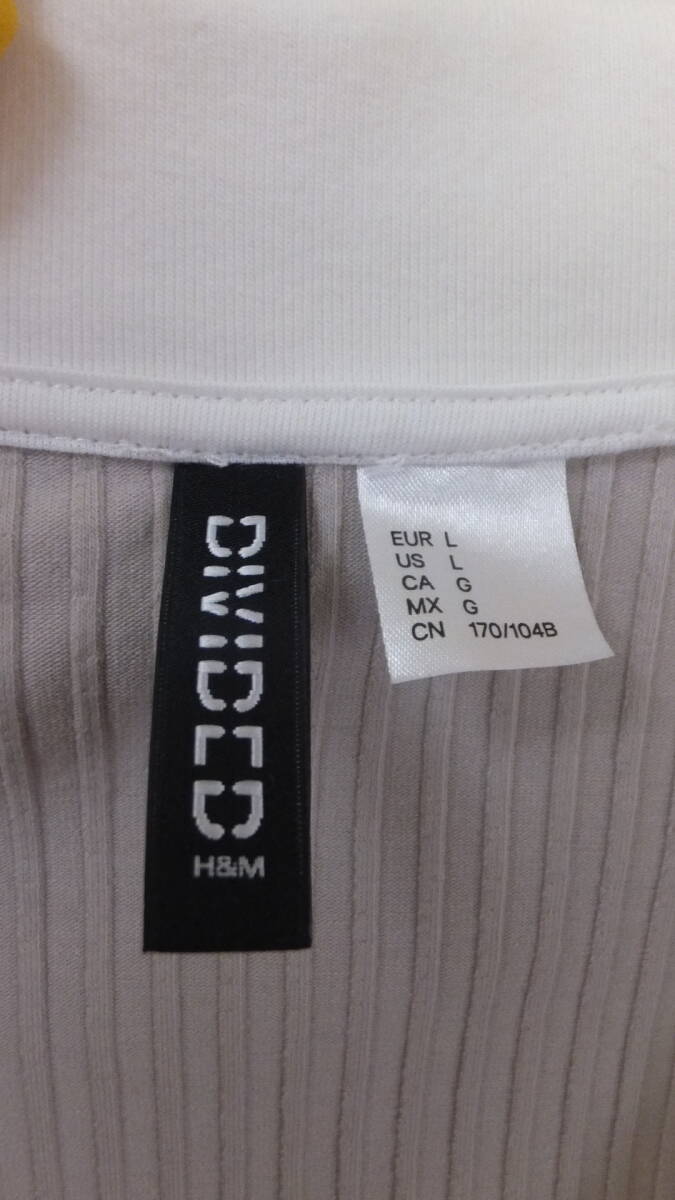 DIVIDED
H&M
EUR L
US L
CA G
MX G
CN 170/104B